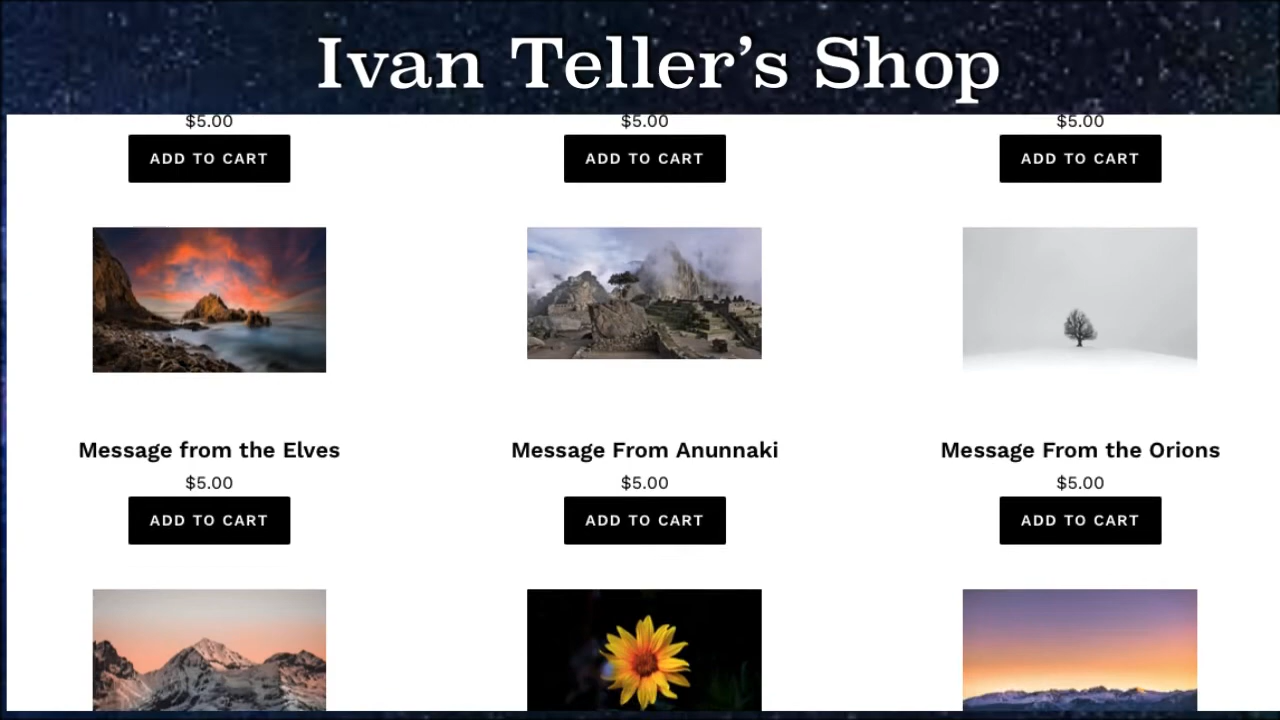 Ivan Teller’s Shop
$5.00 $5.00 $5.00
ADD TO CART ADD TO CART ADD TO CART
Message from the Elves Message From Anunnaki Message From the Orions
$5.00 $5.00 $5.00
ADD TO CART ADD TO CART ADD TO CART